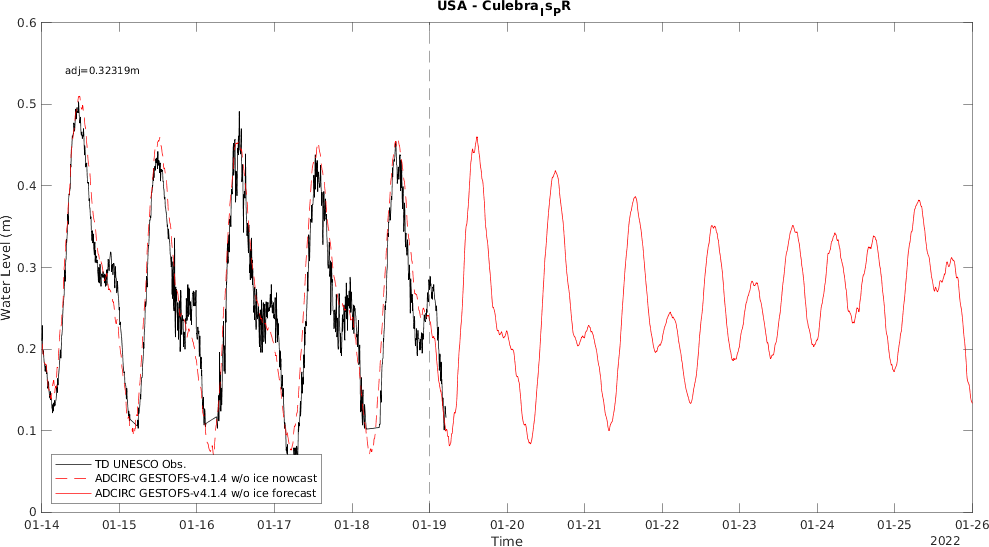 USA - CulebraIsPR
0.6
0.5
0.4
0.3
0.2
0.1
0
Water Level (m)
adj=0.32319m
TD UNESCO Obs.
ADCIRC GESTOFS-v4.1.4 w/o ice nowcast
ADCIRC GESTOFS-v4.1.4 w/o ice forecast
01-14 01-15 01-16 01-17 01-18 01-19 01-20 01-21 01-22 01-23 01-24 01-25 01-26
Time
2022